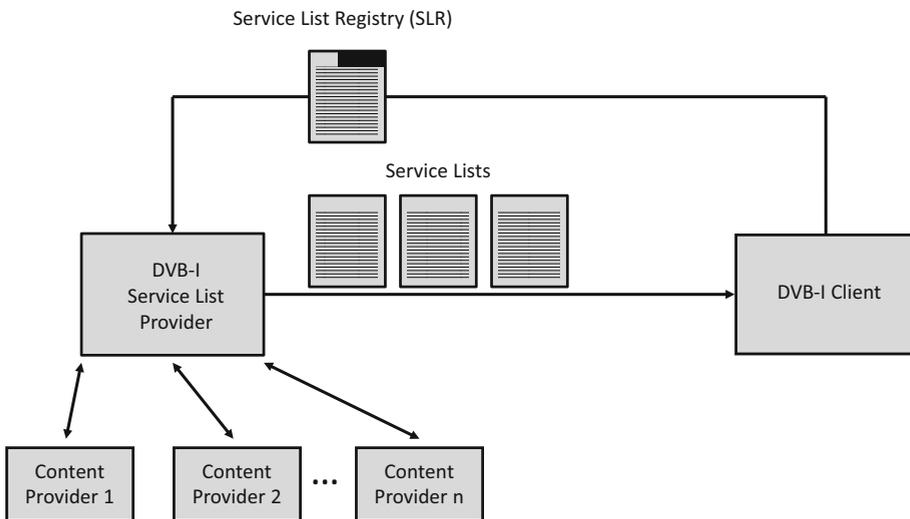 Service List Registry (SLR)
Service Lists
DVB-I
Service List
Provider
DVB-I Client
Content
Provider 1
Content
Provider 2
...
Content
Provider n